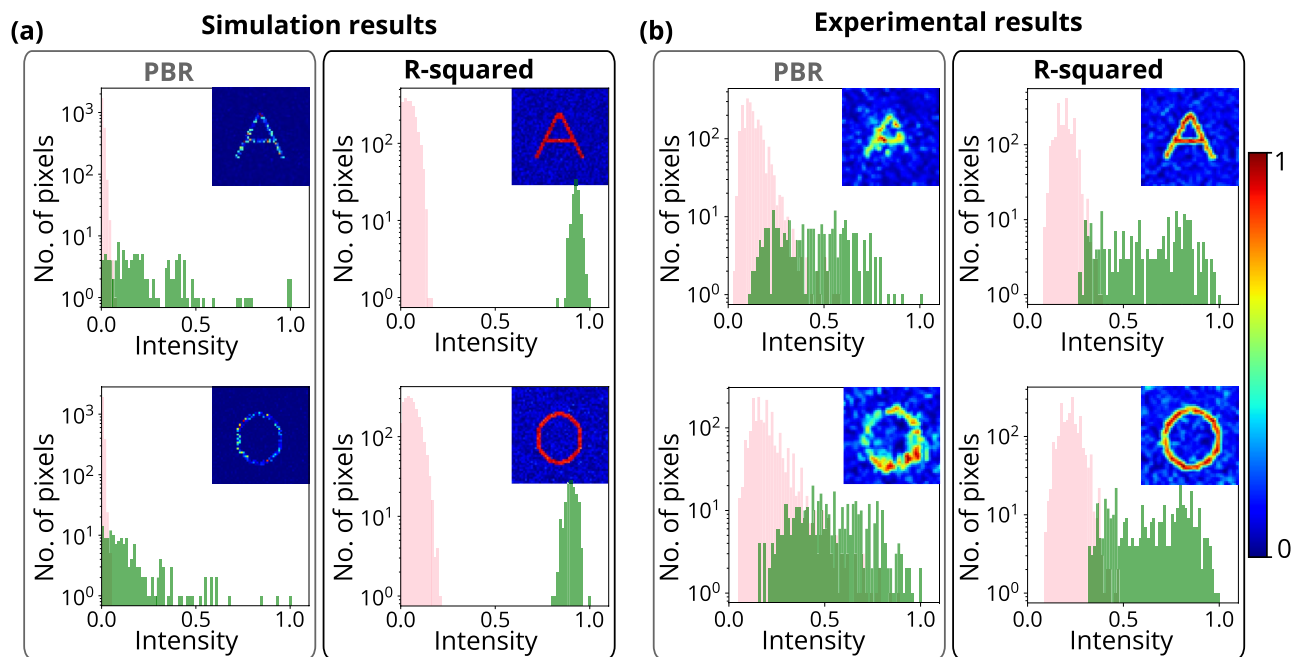 (a) Simulation results
PBR
R-squared
No. of pixels
10³
10²
10¹
10⁰
0.0 0.5 1.0
Intensity
A
No. of pixels
10²
10¹
10⁰
0.0 0.5 1.0
Intensity
A
No. of pixels
10³
10²
10¹
10⁰
0.0 0.5 1.0
Intensity
O
No. of pixels
10²
10¹
10⁰
0.0 0.5 1.0
Intensity
O
(b) Experimental results
PBR
R-squared
No. of pixels
10²
10¹
10⁰
0.0 0.5 1.0
Intensity
A
No. of pixels
10²
10¹
10⁰
0.0 0.5 1.0
Intensity
A
No. of pixels
10²
10¹
10⁰
0.0 0.5 1.0
Intensity
O
No. of pixels
10²
10¹
10⁰
0.0 0.5 1.0
Intensity
O
1
0